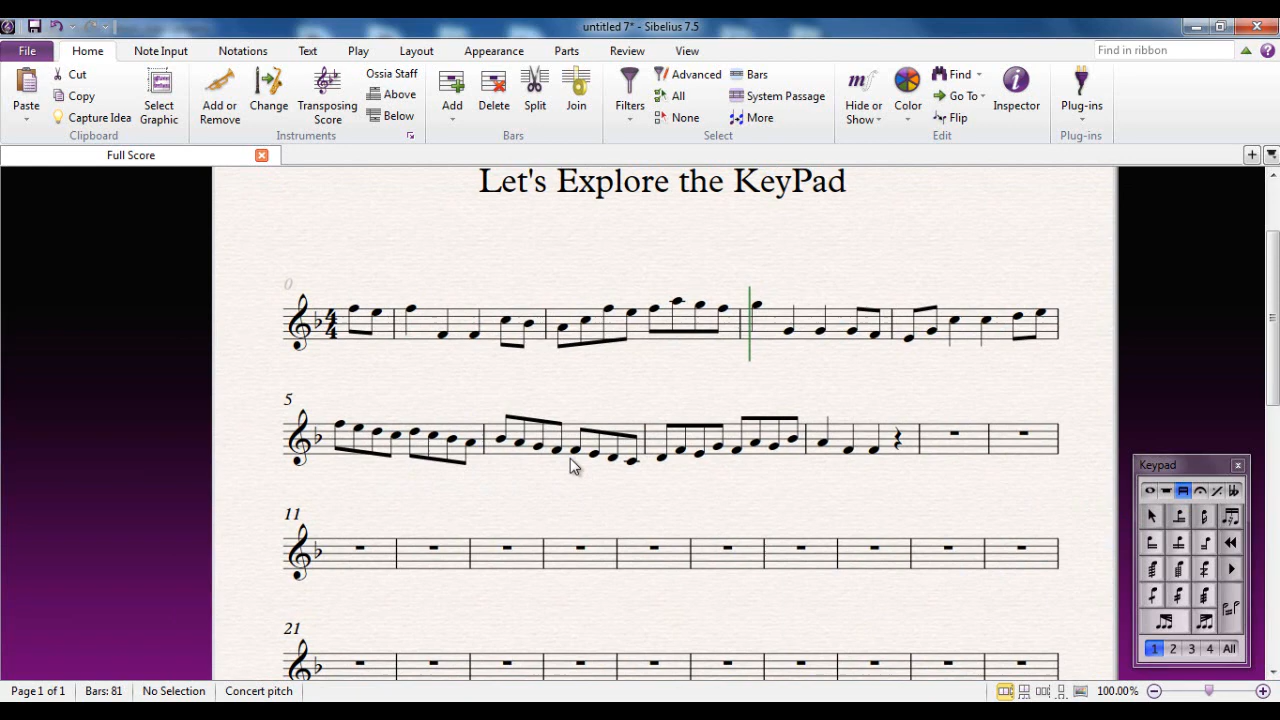 untitled 7* - Sibelius 7.5
File Home Note Input Notations Text Play Layout Appearance Parts Review View Find in ribbon
Paste
Cut
Copy
Capture Idea
Select Graphic
Clipboard
Add or Remove
Change
Transposing Score
Ossia Staff
Above
Below
Instruments
Add
Delete
Split
Join
Bars
Filters
Advanced
All
None
Bars
System Passage
More
Select
Hide or Show
Color
Find
Go To
Flip
Inspector
Edit
Plug-ins
Plug-ins
Full Score
Let's Explore the KeyPad
0
4
4
5
11
21
Keypad
1 2 3 4 All
Page 1 of 1 Bars: 81 No Selection Concert pitch 100.00%